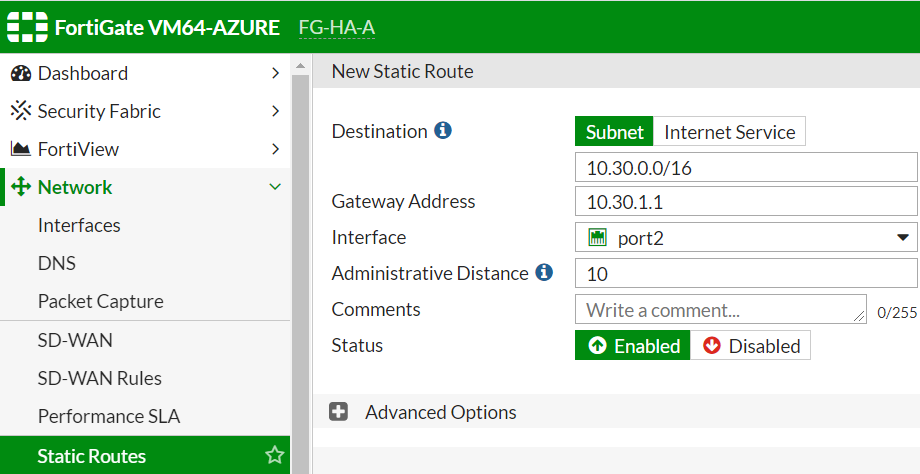 FortiGate VM64-AZURE FG-HA-A
Dashboard
Security Fabric
FortiView
Network
Interfaces
DNS
Packet Capture
SD-WAN
SD-WAN Rules
Performance SLA
Static Routes
New Static Route
Destination Subnet Internet Service
10.30.0.0/16
Gateway Address 10.30.1.1
Interface port2
Administrative Distance 10
Comments Write a comment... 0/255
Status Enabled Disabled
Advanced Options